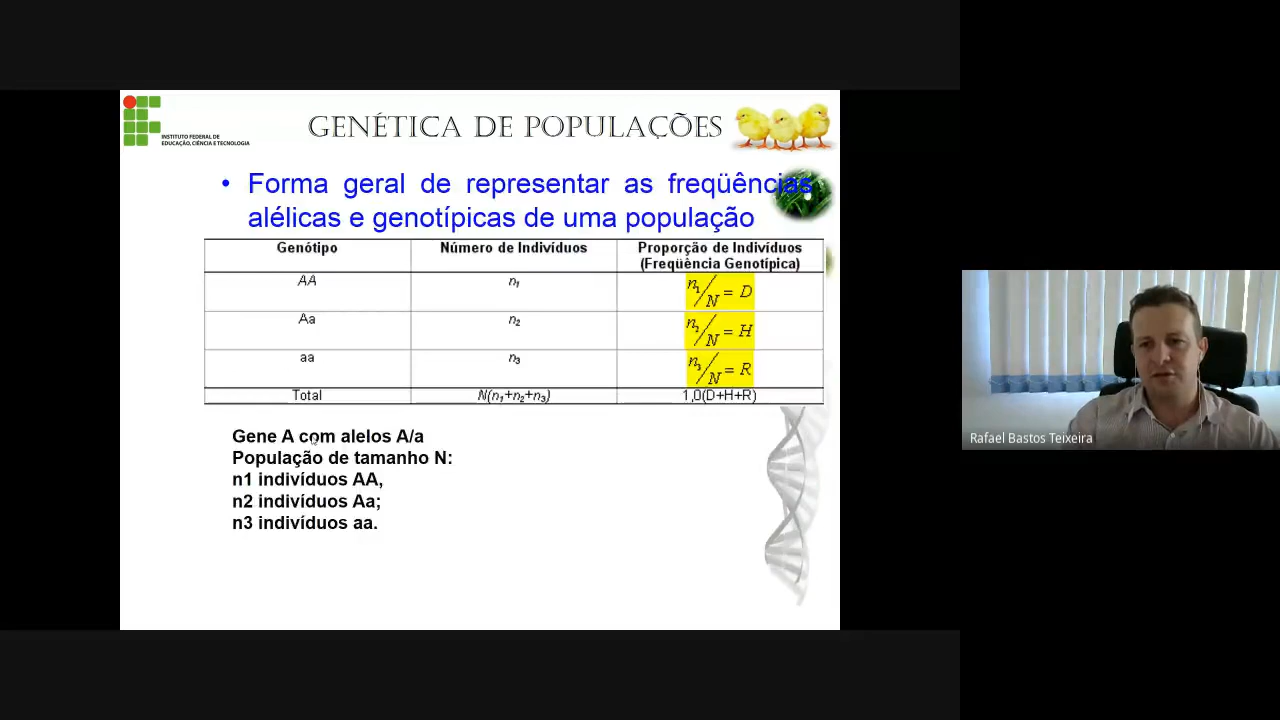 INSTITUTO FEDERAL DE
EDUCAÇÃO, CIÊNCIA E TECNOLOGIA
GENÉTICA DE POPULAÇÕES
• Forma geral de representar as freqüências
alélicas e genotípicas de uma população
Genótipo Número de Indivíduos Proporção de Indivíduos
(Freqüência Genotípica)
AA n₁ n₁/N = D
Aa n₂ n₂/N = H
aa n₃ n₃/N = R
Total N(n₁+n₂+n₃) 1,0(D+H+R)
Gene A com alelos A/a
População de tamanho N:
n1 indivíduos AA,
n2 indivíduos Aa;
n3 indivíduos aa.
Rafael Bastos Teixeira